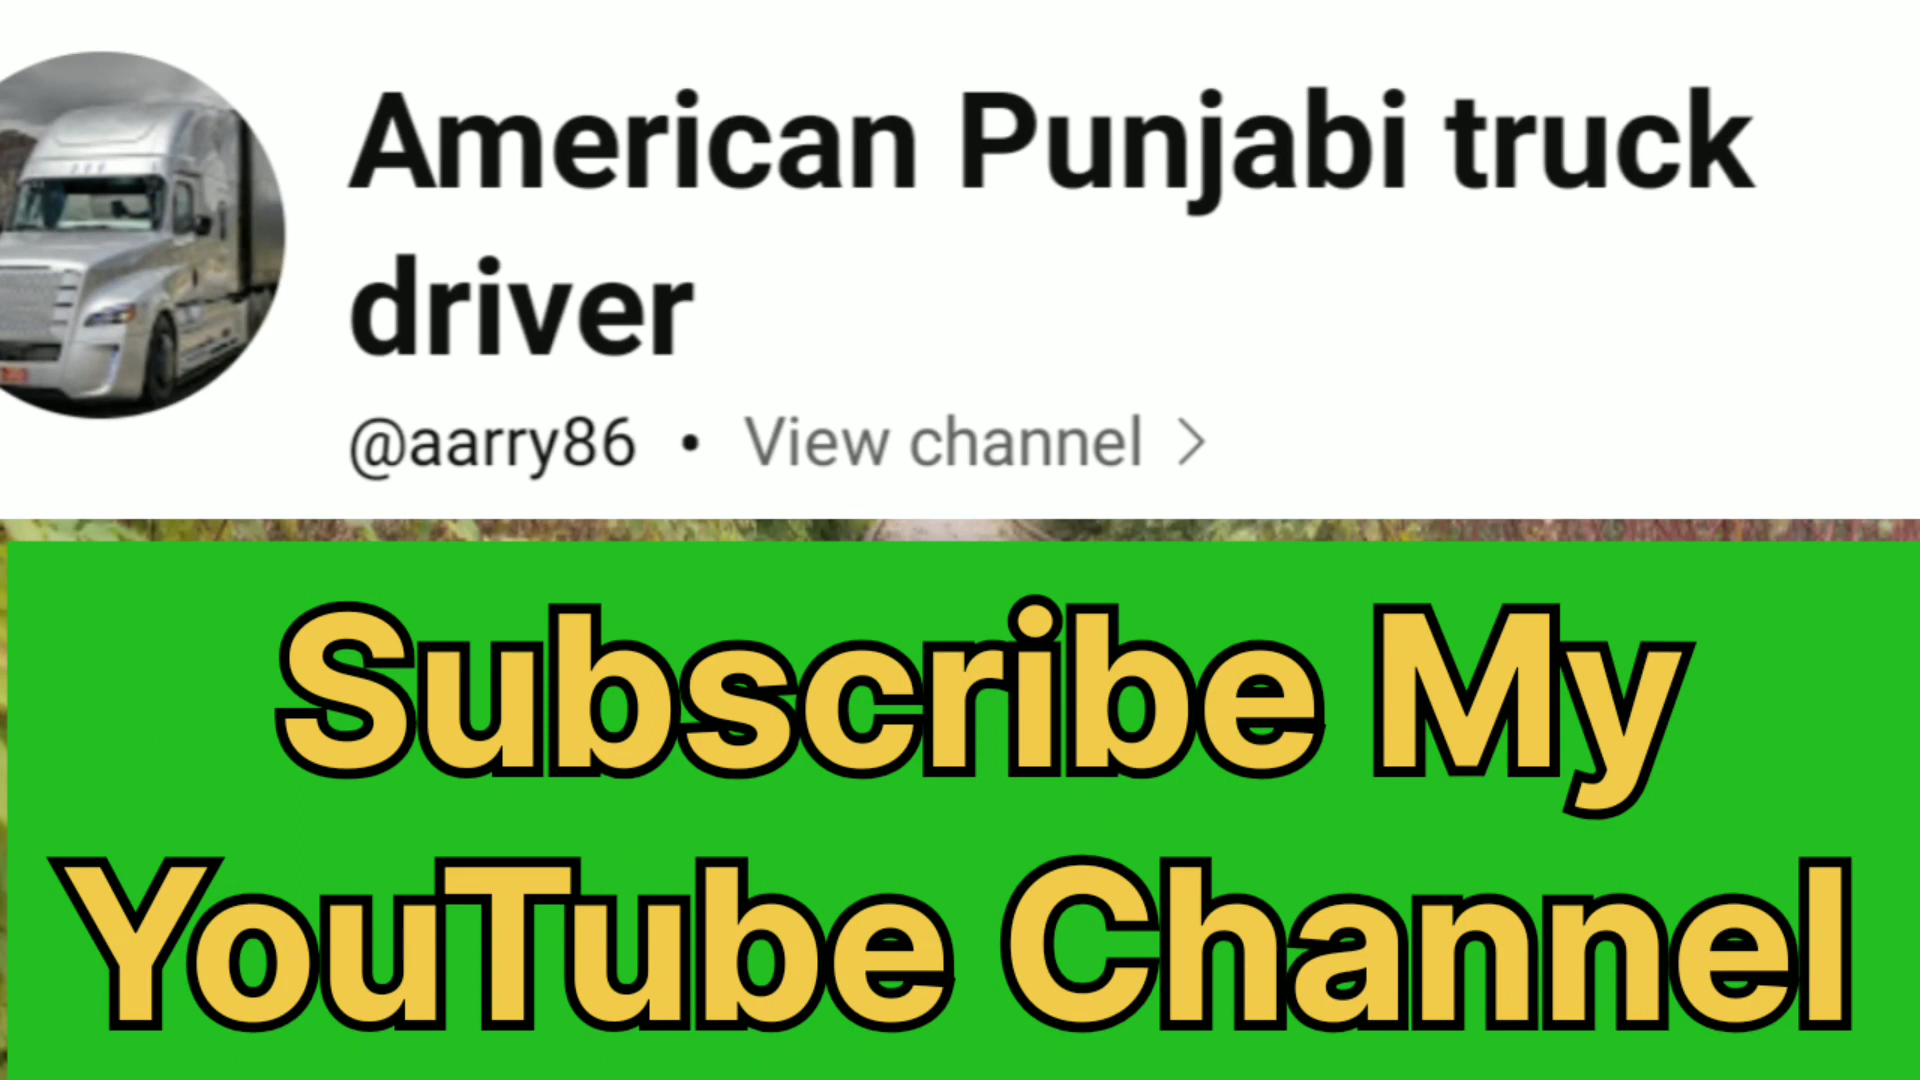 American Punjabi truck
driver
@aarry86 • View channel >
Subscribe My
YouTube Channel